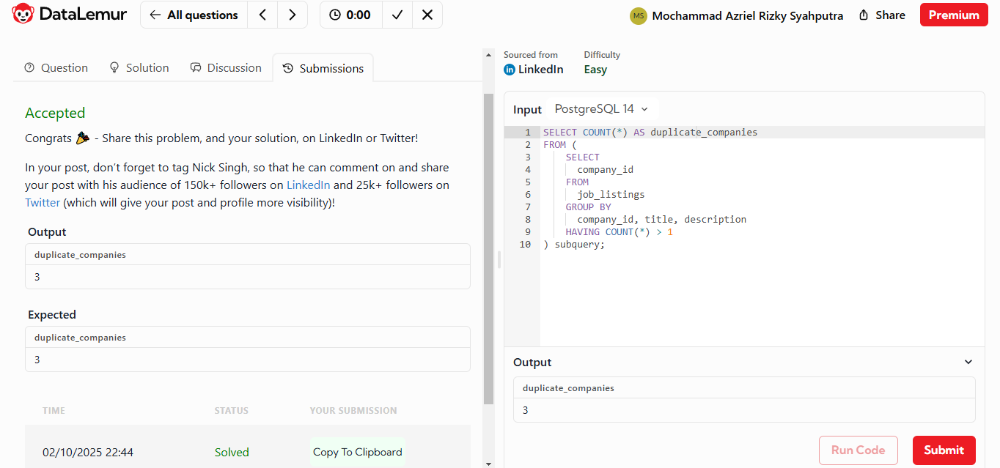 DataLemur
All questions
0:00
MS
Mochammad Azriel Rizky Syahputra
Share
Premium
Question
Solution
Discussion
Submissions
Accepted
Congrats 🎉 - Share this problem, and your solution, on LinkedIn or Twitter!
In your post, don't forget to tag Nick Singh, so that he can comment on and share
your post with his audience of 150k+ followers on LinkedIn and 25k+ followers on
Twitter (which will give your post and profile more visibility)!
Output
duplicate_companies
3
Expected
duplicate_companies
3
TIME STATUS YOUR SUBMISSION
02/10/2025 22:44 Solved Copy To Clipboard
Sourced from
in LinkedIn
Difficulty
Easy
Input PostgreSQL 14
1 SELECT COUNT(*) AS duplicate_companies
2 FROM (
3 SELECT
4 company_id
5 FROM
6 job_listings
7 GROUP BY
8 company_id, title, description
9 HAVING COUNT(*) > 1
10 ) subquery;
Output
duplicate_companies
3
Run Code
Submit